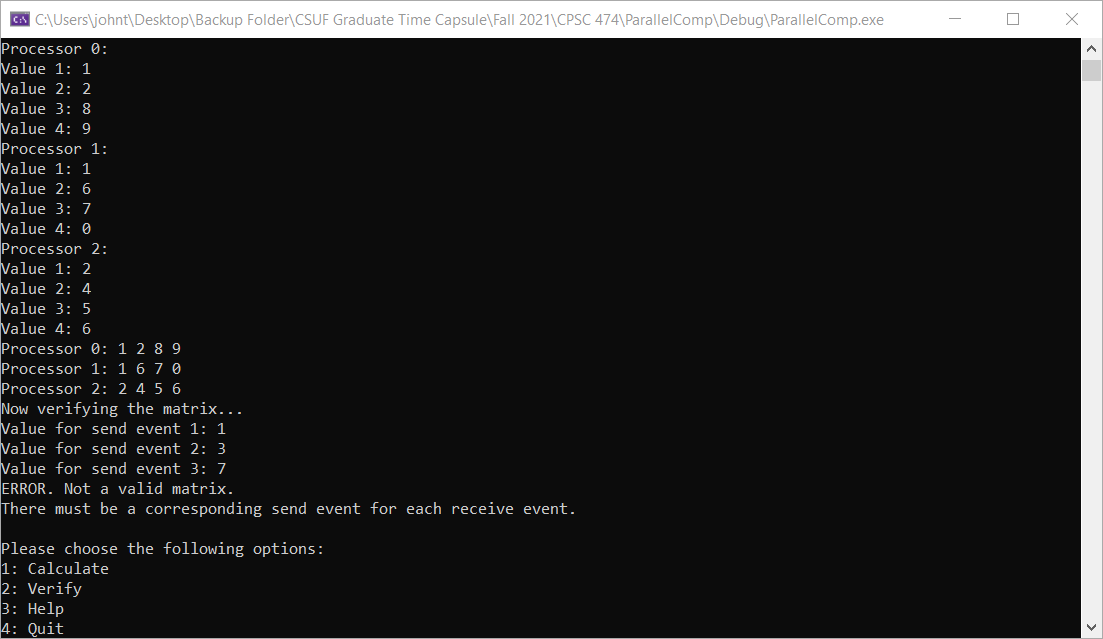 C:\Users\johnt\Desktop\Backup Folder\CSUF Graduate Time Capsule\Fall 2021\CPSC 474\ParallelComp\Debug\ParallelComp.exe
Processor 0:
Value 1: 1
Value 2: 2
Value 3: 8
Value 4: 9
Processor 1:
Value 1: 1
Value 2: 6
Value 3: 7
Value 4: 0
Processor 2:
Value 1: 2
Value 2: 4
Value 3: 5
Value 4: 6
Processor 0: 1 2 8 9
Processor 1: 1 6 7 0
Processor 2: 2 4 5 6
Now verifying the matrix...
Value for send event 1: 1
Value for send event 2: 3
Value for send event 3: 7
ERROR. Not a valid matrix.
There must be a corresponding send event for each receive event.
Please choose the following options:
1: Calculate
2: Verify
3: Help
4: Quit